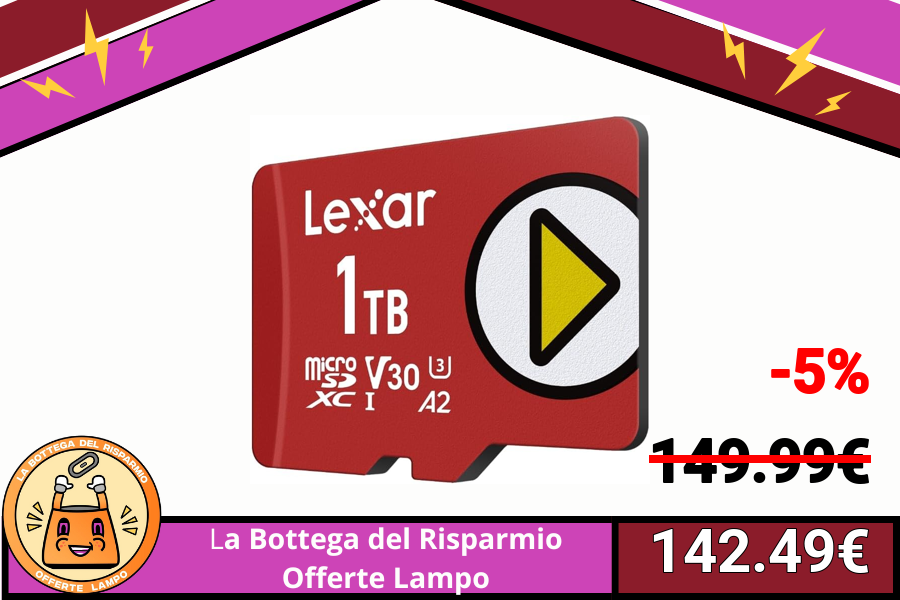 Lexar
1TB
micro SD XC I V30 U3 A2
-5%
149.99€
142.49€
La Bottega del Risparmio
Offerte Lampo
LA BOTTEGA DEL RISPARMIO
OFFERTE LAMPO